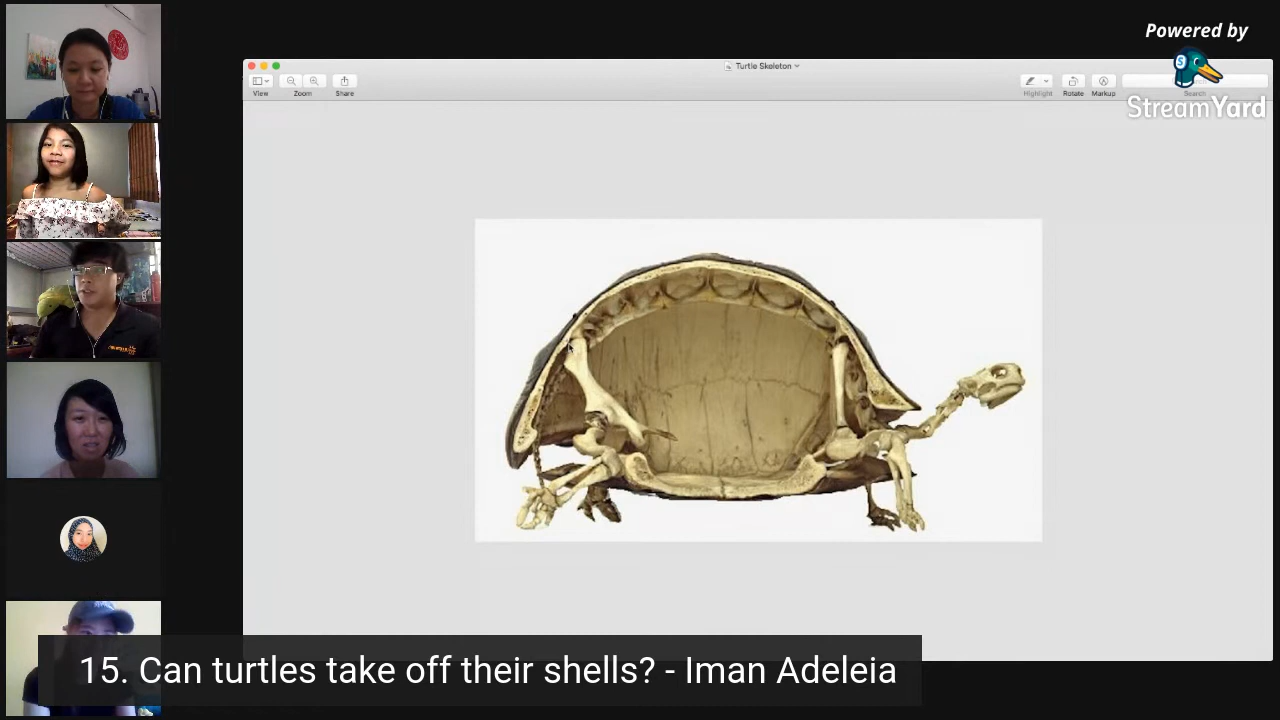 Powered by
StreamYard
Turtle Skeleton
View
Zoom
Share
Highlight
Rotate
Markup
Search
15. Can turtles take off their shells? - Iman Adeleia